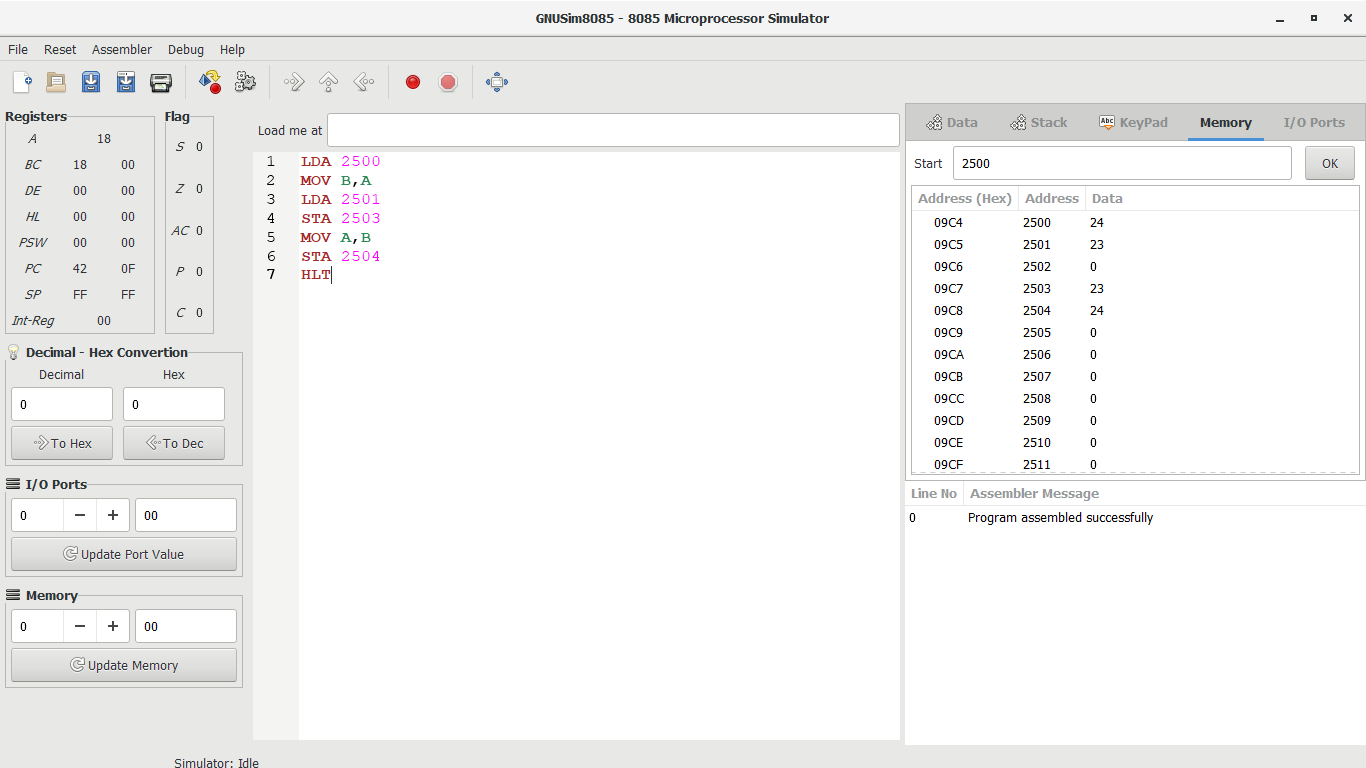 GNUSim8085 - 8085 Microprocessor Simulator
File Reset Assembler Debug Help
Registers
A 18
BC 18 00
DE 00 00
HL 00 00
PSW 00 00
PC 42 0F
SP FF FF
Int-Reg 00
Flag
S 0
Z 0
AC 0
P 0
C 0
Decimal - Hex Convertion
Decimal Hex
0 0
To Hex To Dec
I/O Ports
0 − + 00
Update Port Value
Memory
0 − + 00
Update Memory
Load me at
1 LDA 2500
2 MOV B,A
3 LDA 2501
4 STA 2503
5 MOV A,B
6 STA 2504
7 HLT
Data Stack Abc KeyPad Memory I/O Ports
Start 2500 OK
Address (Hex) Address Data
09C4 2500 24
09C5 2501 23
09C6 2502 0
09C7 2503 23
09C8 2504 24
09C9 2505 0
09CA 2506 0
09CB 2507 0
09CC 2508 0
09CD 2509 0
09CE 2510 0
09CF 2511 0
Line No Assembler Message
0 Program assembled successfully
Simulator: Idle